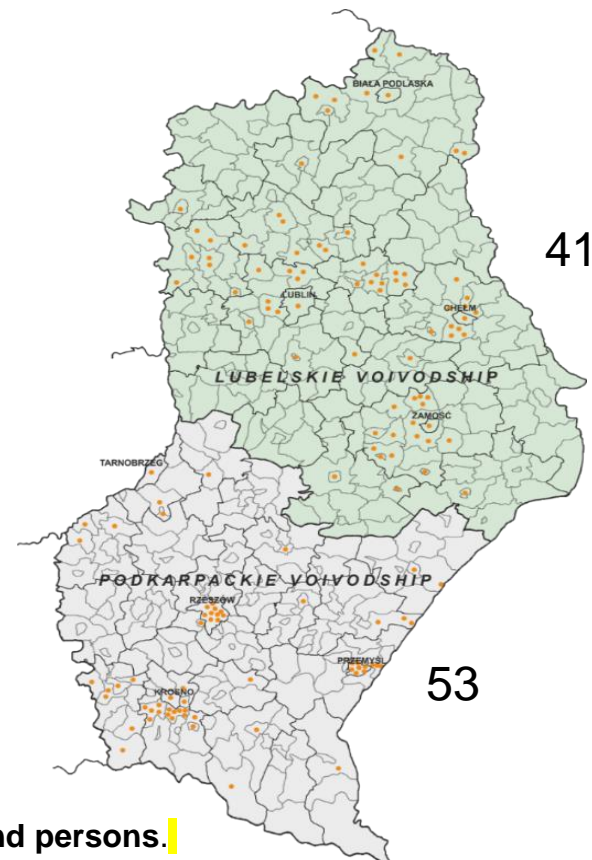 BIAŁA PODLASKA
41
LUBLIN
CHEŁM
LUBELSKIE VOIVODSHIP
ZAMOŚĆ
TARNOBRZEG
PODKARPACKIE VOIVODSHIP
RZESZÓW
PRZEMYŚL
53
KROSNO
nd persons.